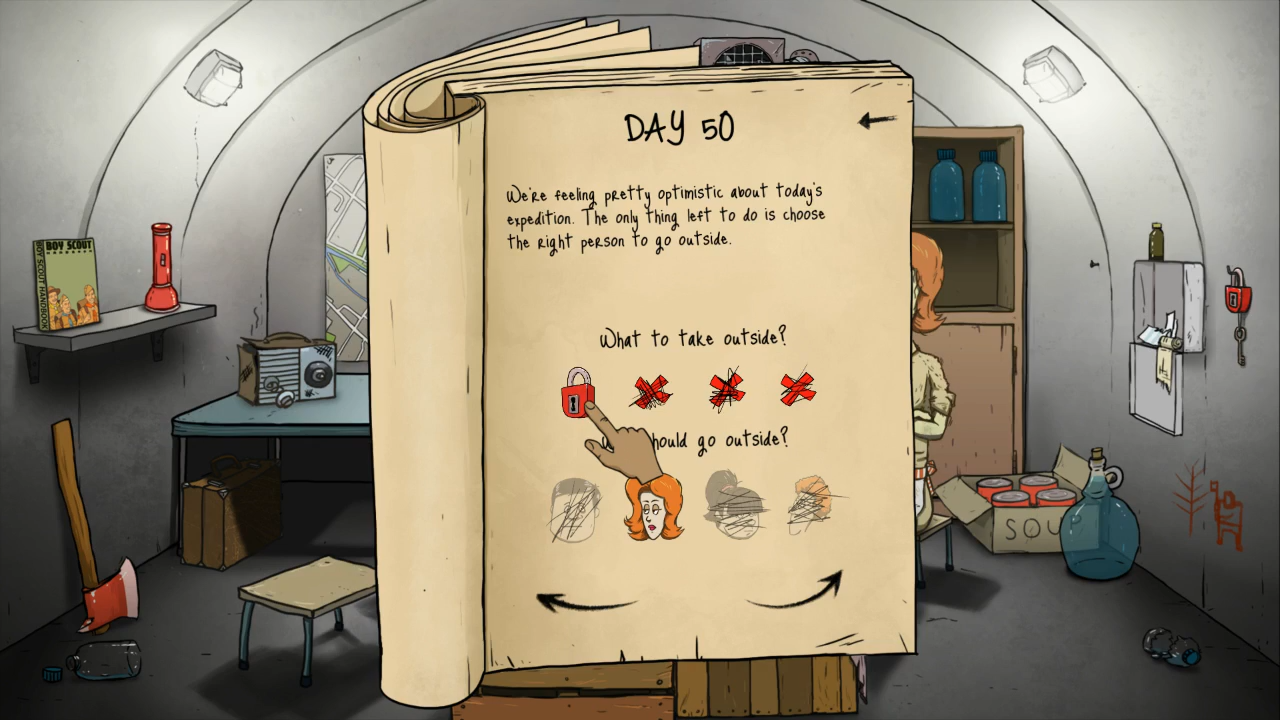 DAY 50
We're feeling pretty optimistic about today's
expedition. The only thing left to do is choose
the right person to go outside.
What to take outside?
should go outside?
BOY SCOUT
BOY SCOUT HANDBOOK
SOUP